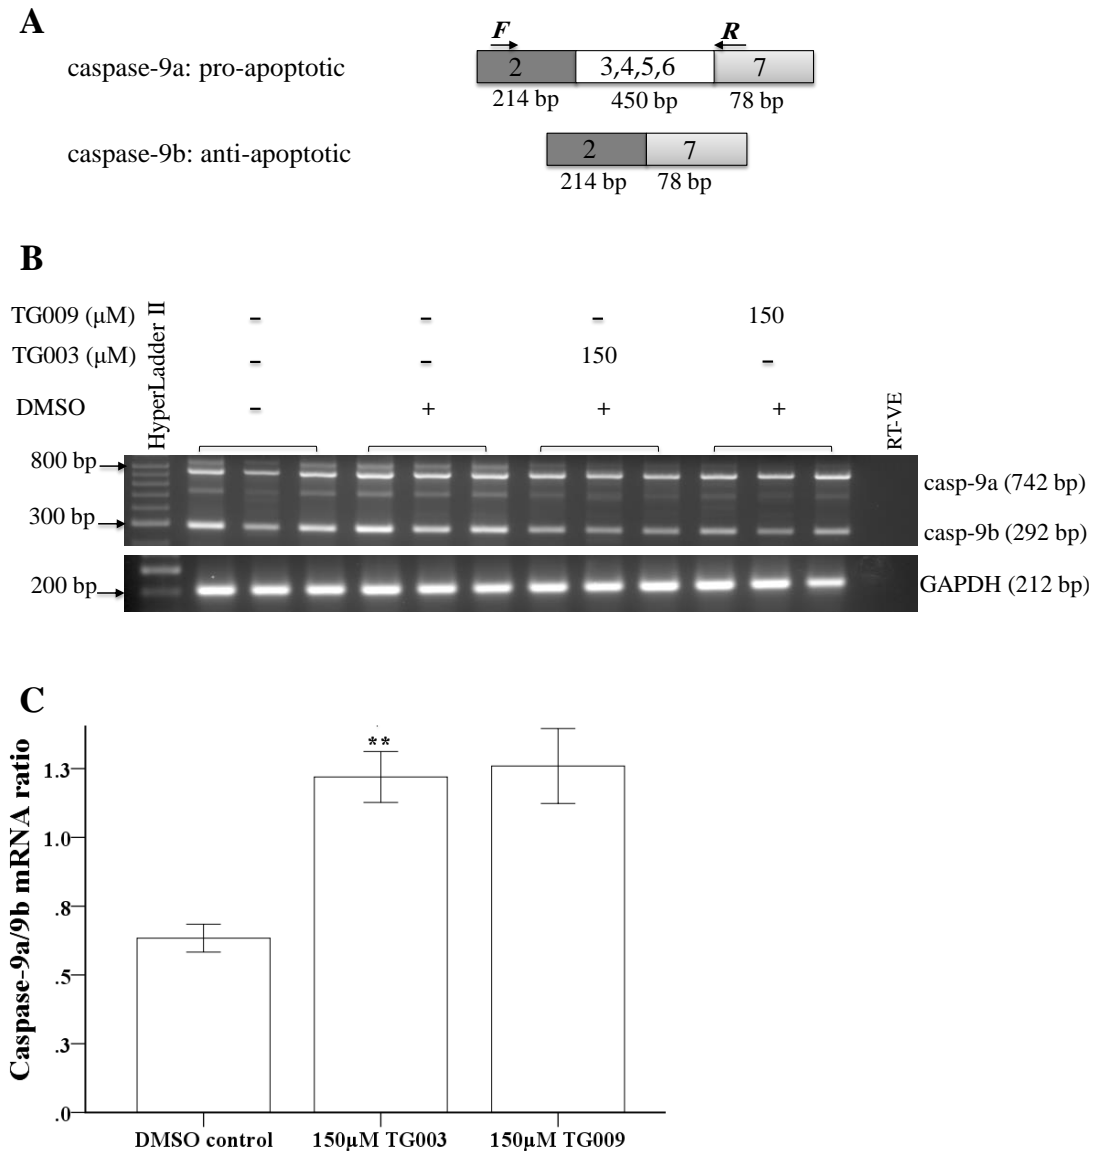 A
F R
caspase-9a: pro-apoptotic 2 3,4,5,6 7
214 bp 450 bp 78 bp
caspase-9b: anti-apoptotic 2 7
214 bp 78 bp
B
HyperLadder II
TG009 (µM) – – – 150
TG003 (µM) – – 150 –
DMSO – + + +
RT-VE
800 bp
casp-9a (742 bp)
300 bp
casp-9b (292 bp)
200 bp
GAPDH (212 bp)
C
Caspase-9a/9b mRNA ratio
**
1.3
1.0
.8
.5
.3
.0
DMSO control 150µM TG003 150µM TG009